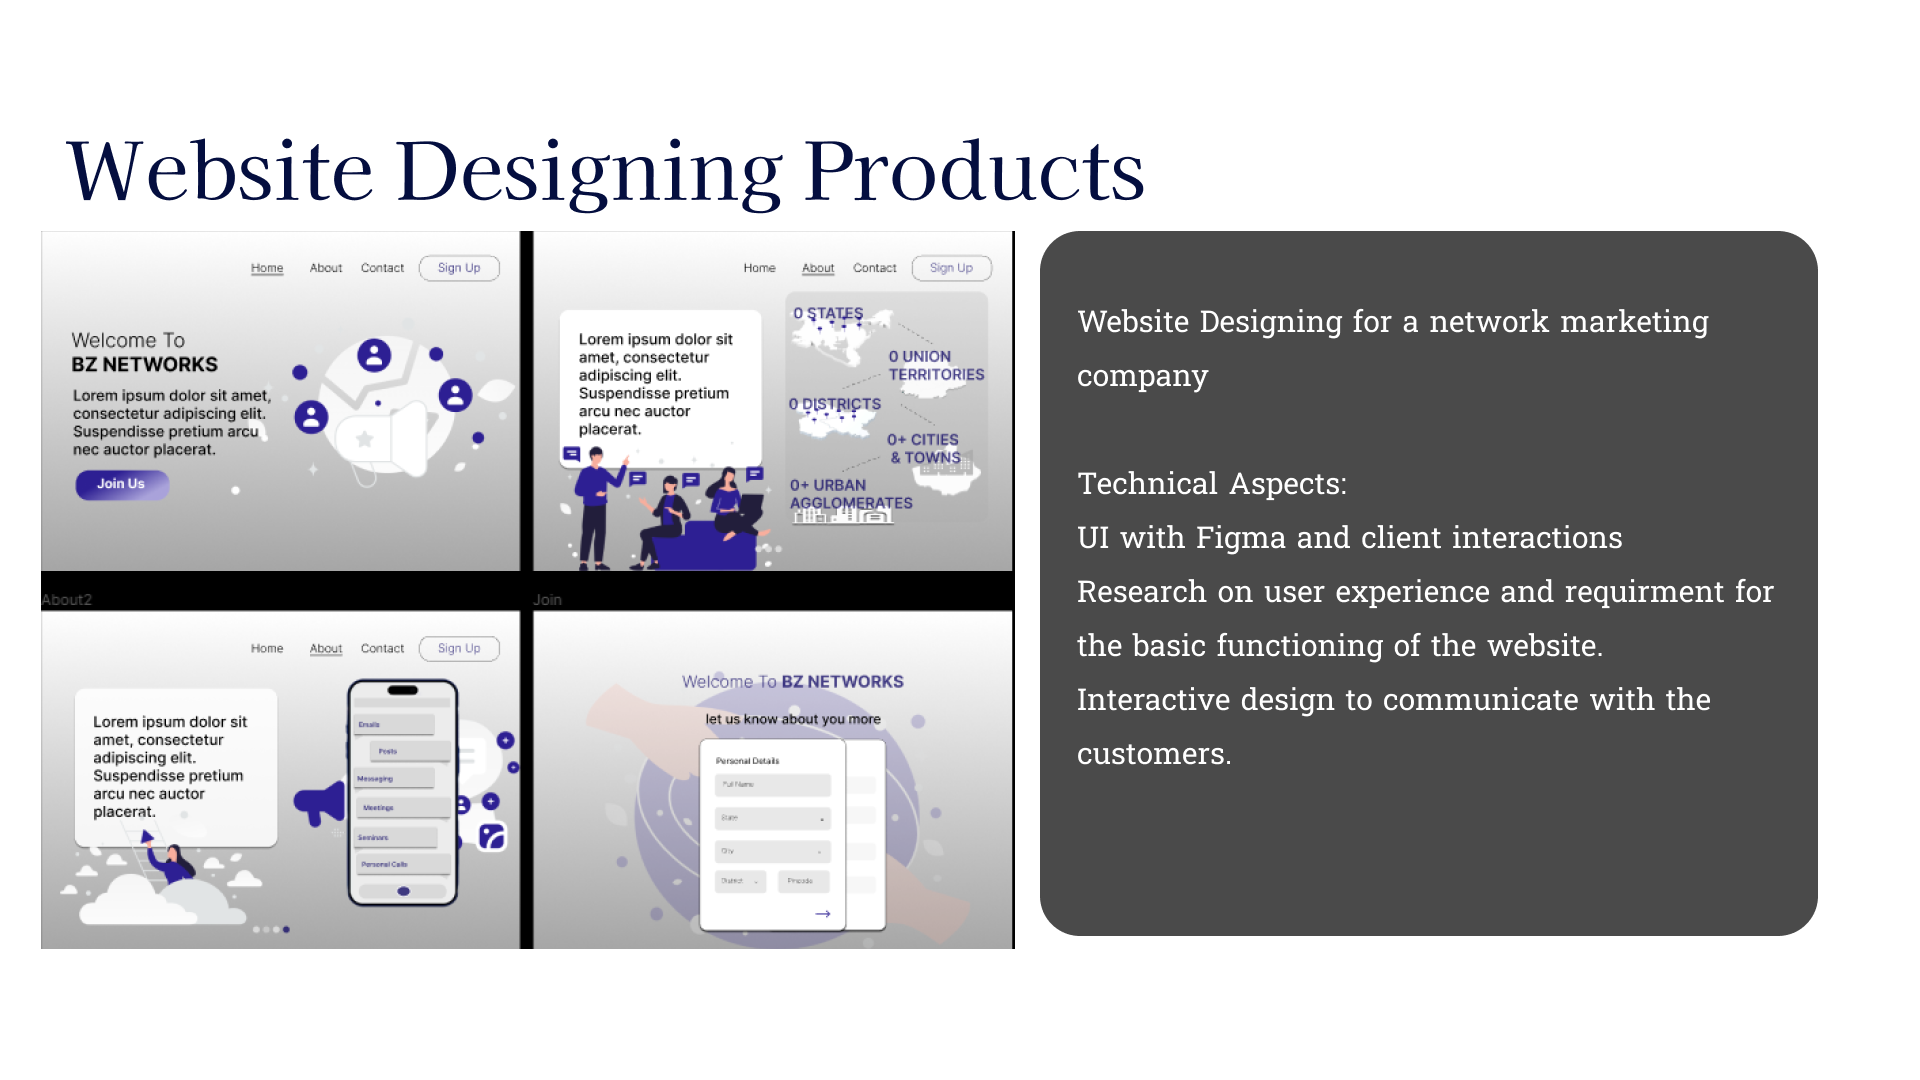 Website Designing Products
Home About Contact Sign Up
Welcome To
BZ NETWORKS
Lorem ipsum dolor sit amet,
consectetur adipiscing elit.
Suspendisse pretium arcu
nec auctor placerat.
Join Us
Home About Contact Sign Up
Lorem ipsum dolor sit
amet, consectetur
adipiscing elit.
Suspendisse pretium
arcu nec auctor
placerat.
0 STATES
0 UNION
TERRITORIES
0 DISTRICTS
0+ CITIES
& TOWNS
0+ URBAN
AGGLOMERATES
About2
Home About Contact Sign Up
Lorem ipsum dolor sit
amet, consectetur
adipiscing elit.
Suspendisse pretium
arcu nec auctor
placerat.
Emails
Posts
Messaging
Meetings
Seminars
Personal Calls
Join
Welcome To BZ NETWORKS
let us know about you more
Personal Details
Full Name
State
City
District Pincode
Website Designing for a network marketing
company
Technical Aspects:
UI with Figma and client interactions
Research on user experience and requirment for
the basic functioning of the website.
Interactive design to communicate with the
customers.